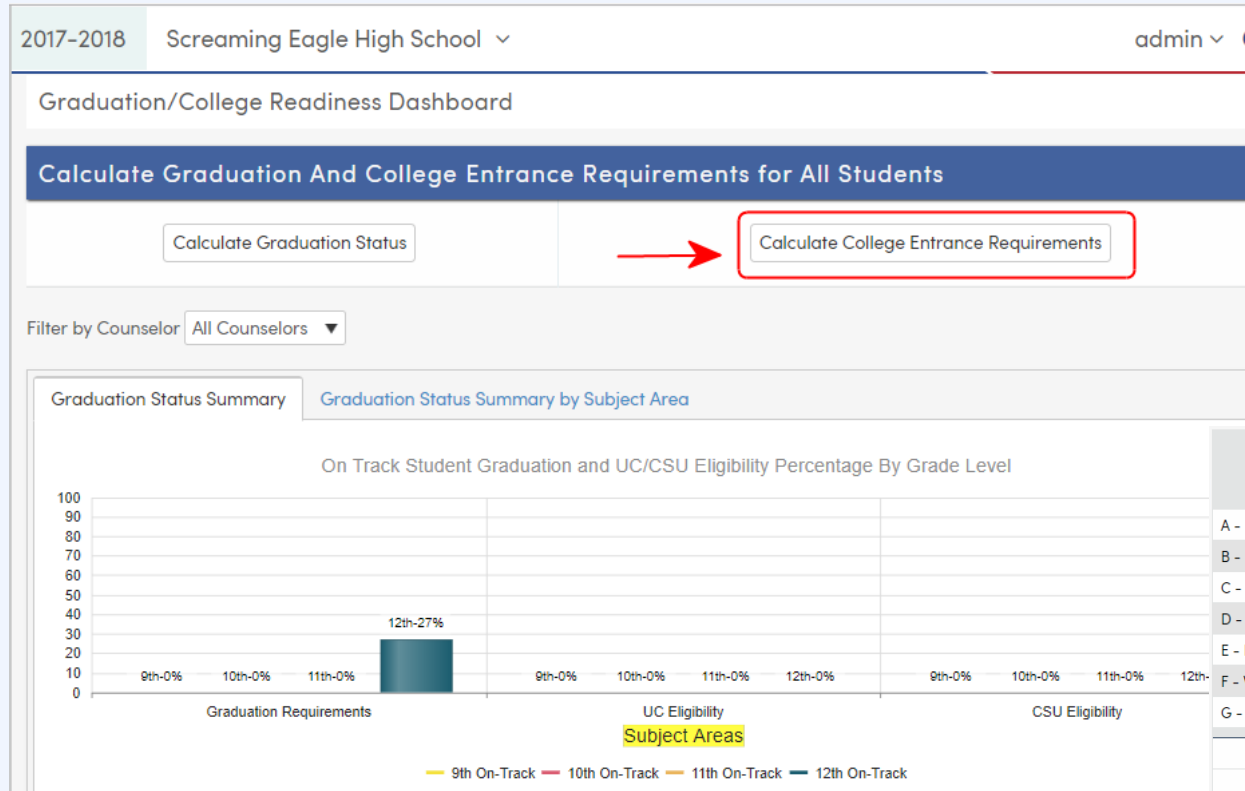 2017-2018 Screaming Eagle High School admin
Graduation/College Readiness Dashboard
Calculate Graduation And College Entrance Requirements for All Students
Calculate Graduation Status Calculate College Entrance Requirements
Filter by Counselor All Counselors
Graduation Status Summary Graduation Status Summary by Subject Area
On Track Student Graduation and UC/CSU Eligibility Percentage By Grade Level
100
90
80
70
60
50
40
30
20
10
0
12th-27%
9th-0% 10th-0% 11th-0% 9th-0% 10th-0% 11th-0% 12th-0% 9th-0% 10th-0% 11th-0% 12th-
Graduation Requirements UC Eligibility CSU Eligibility
Subject Areas
9th On-Track 10th On-Track 11th On-Track 12th On-Track
A -
B -
C -
D -
E -
F -
G -